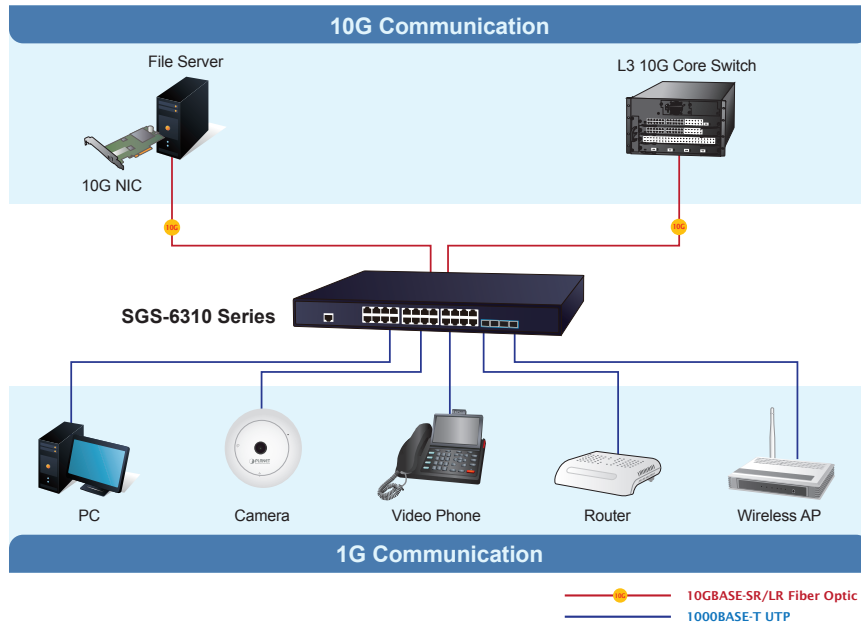 10G Communication
File Server
L3 10G Core Switch
10G NIC
10G
10G
SGS-6310 Series
PLANET
PC
Camera
Video Phone
Router
Wireless AP
1G Communication
10G
10GBASE-SR/LR Fiber Optic
1000BASE-T UTP